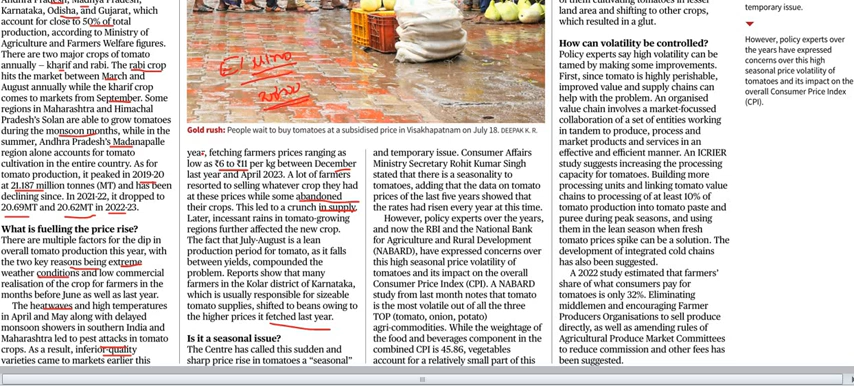 Andhra Pradesh, Madhya Pradesh,
Karnataka, Odisha, and Gujarat, which
account for close to 50% of total
production, according to Ministry of
Agriculture and Farmers Welfare figures.
There are two major crops of tomato
annually — kharif and rabi. The rabi crop
hits the market between March and
August annually while the kharif crop
comes to markets from September. Some
regions in Maharashtra and Himachal
Pradesh's Solan are able to grow tomatoes
during the monsoon months, while in the
summer, Andhra Pradesh's Madanapalle
region alone accounts for tomato
cultivation in the entire country. As for
tomato production, it peaked in 2019-20
at 21.187 million tonnes (MT) and has been
declining since. In 2021-22, it dropped to
20.69MT and 20.62MT in 2022-23.
What is fuelling the price rise?
There are multiple factors for the dip in
overall tomato production this year, with
the two key reasons being extreme
weather conditions and low commercial
realisation of the crop for farmers in the
months before June as well as last year.
The heatwaves and high temperatures
in April and May along with delayed
monsoon showers in southern India and
Maharashtra led to pest attacks in tomato
crops. As a result, inferior-quality
varieties came to markets earlier this
Gold rush: People wait to buy tomatoes at a subsidised price in Visakhapatnam on July 18. DEEPAK K. R.
year, fetching farmers prices ranging as
low as ₹6 to ₹11 per kg between December
last year and April 2023. A lot of farmers
resorted to selling whatever crop they had
at these prices while some abandoned
their crops. This led to a crunch in supply.
Later, incessant rains in tomato-growing
regions further affected the new crop.
The fact that July-August is a lean
production period for tomato, as it falls
between yields, compounded the
problem. Reports show that many
farmers in the Kolar district of Karnataka,
which is usually responsible for sizeable
tomato supplies, shifted to beans owing to
the higher prices it fetched last year.
Is it a seasonal issue?
The Centre has called this sudden and
sharp price rise in tomatoes a “seasonal”
and temporary issue. Consumer Affairs
Ministry Secretary Rohit Kumar Singh
stated that there is a seasonality to
tomatoes, adding that the data on tomato
prices of the last five years showed that
the rates had risen every year at this time.
However, policy experts over the years,
and now the RBI and the National Bank
for Agriculture and Rural Development
(NABARD), have expressed concerns over
this high seasonal price volatility of
tomatoes and its impact on the overall
Consumer Price Index (CPI). A NABARD
study from last month notes that tomato
is the most volatile out of all the three
TOP (tomato, onion, potato)
agri-commodities. While the weightage of
the food and beverages component in the
combined CPI is 45.86, vegetables
account for a relatively small part of this
of them cultivating tomatoes in lesser
land area and shifting to other crops,
which resulted in a glut.
How can volatility be controlled?
Policy experts say high volatility can be
tamed by making some improvements.
First, since tomato is highly perishable,
improved value and supply chains can
help with the problem. An organised
value chain involves a market-focussed
collaboration of a set of entities working
in tandem to produce, process and
market products and services in an
effective and efficient manner. An ICRIER
study suggests increasing the processing
capacity for tomatoes. Building more
processing units and linking tomato value
chains to processing of at least 10% of
tomato production into tomato paste and
puree during peak seasons, and using
them in the lean season when fresh
tomato prices spike can be a solution. The
development of integrated cold chains
has also been suggested.
A 2022 study estimated that farmers’
share of what consumers pay for
tomatoes is only 32%. Eliminating
middlemen and encouraging Farmer
Producers Organisations to sell produce
directly, as well as amending rules of
Agricultural Produce Market Committees
to reduce commission and other fees has
been suggested.
temporary issue.
However, policy experts over
the years have expressed
concerns over this high
seasonal price volatility of
tomatoes and its impact on the
overall Consumer Price Index
(CPI).